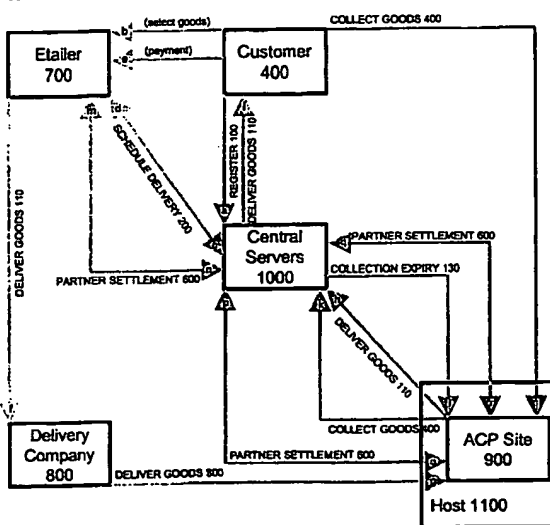 (select goods)
COLLECT GOODS 400
b
Etailer
700
(payment)
e
Customer
400
m
d
f
SCHEDULE DELIVERY 200
REGISTER 100
DELIVER GOODS 110
DELIVER GOODS 110
a
c
Central
Servers
1000
PARTNER SETTLEMENT 600
PARTNER SETTLEMENT 600
n
COLLECTION EXPIRY 130
p
k
h
DELIVER GOODS 110
Delivery
Company
800
COLLECT GOODS 400
ACP Site
900
PARTNER SETTLEMENT 600
DELIVER GOODS 800
Host 1100